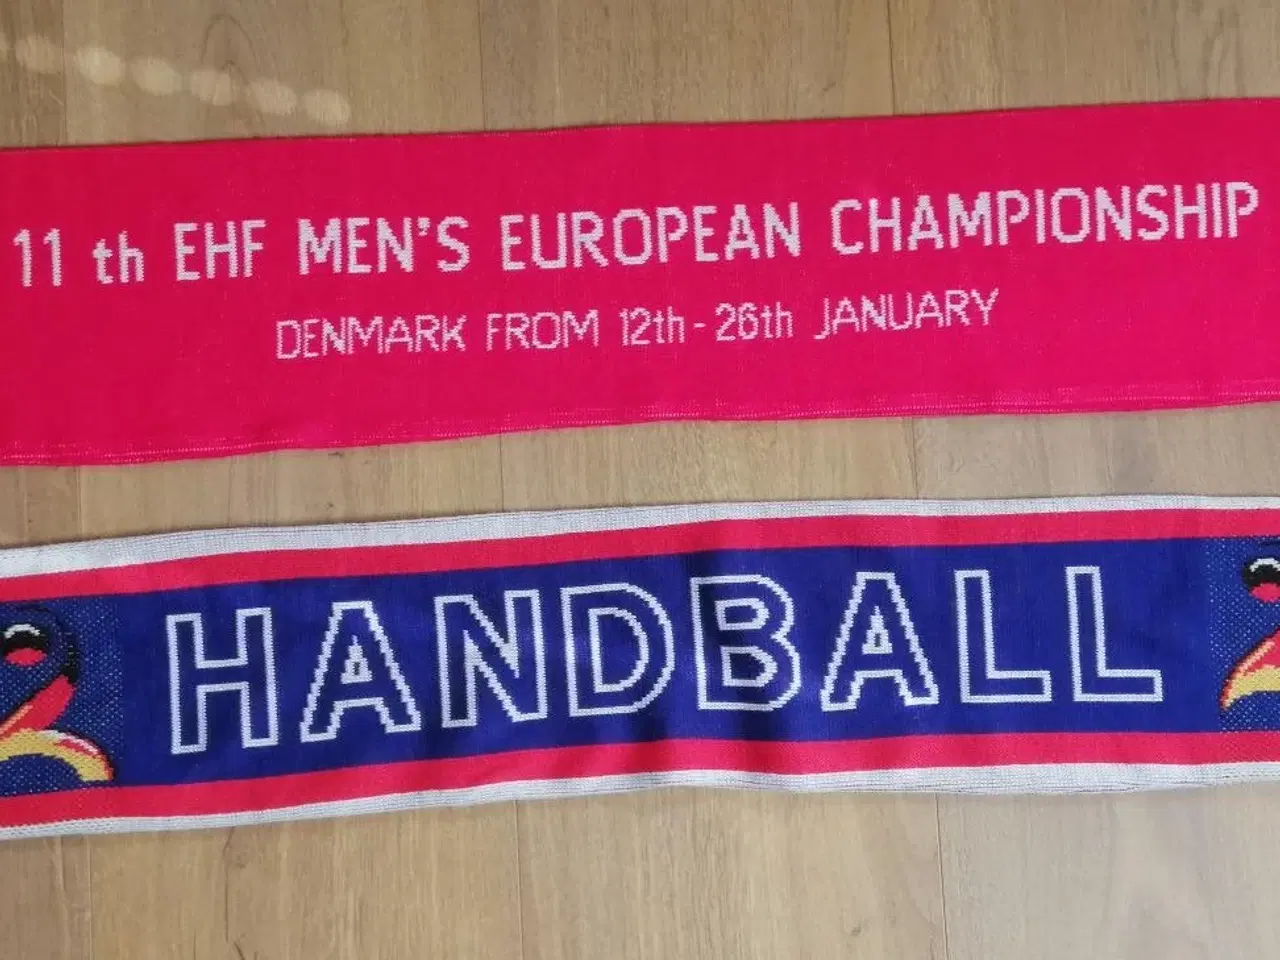 11 th EHF MEN'S EUROPEAN CHAMPIONSHIP
DENMARK FROM 12th - 26th JANUARY
HANDBALL